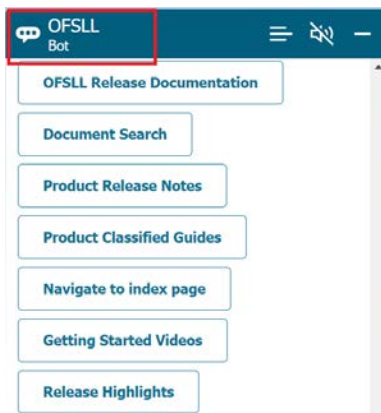 OFSLL
Bot
OFSLL Release Documentation
Document Search
Product Release Notes
Product Classified Guides
Navigate to index page
Getting Started Videos
Release Highlights